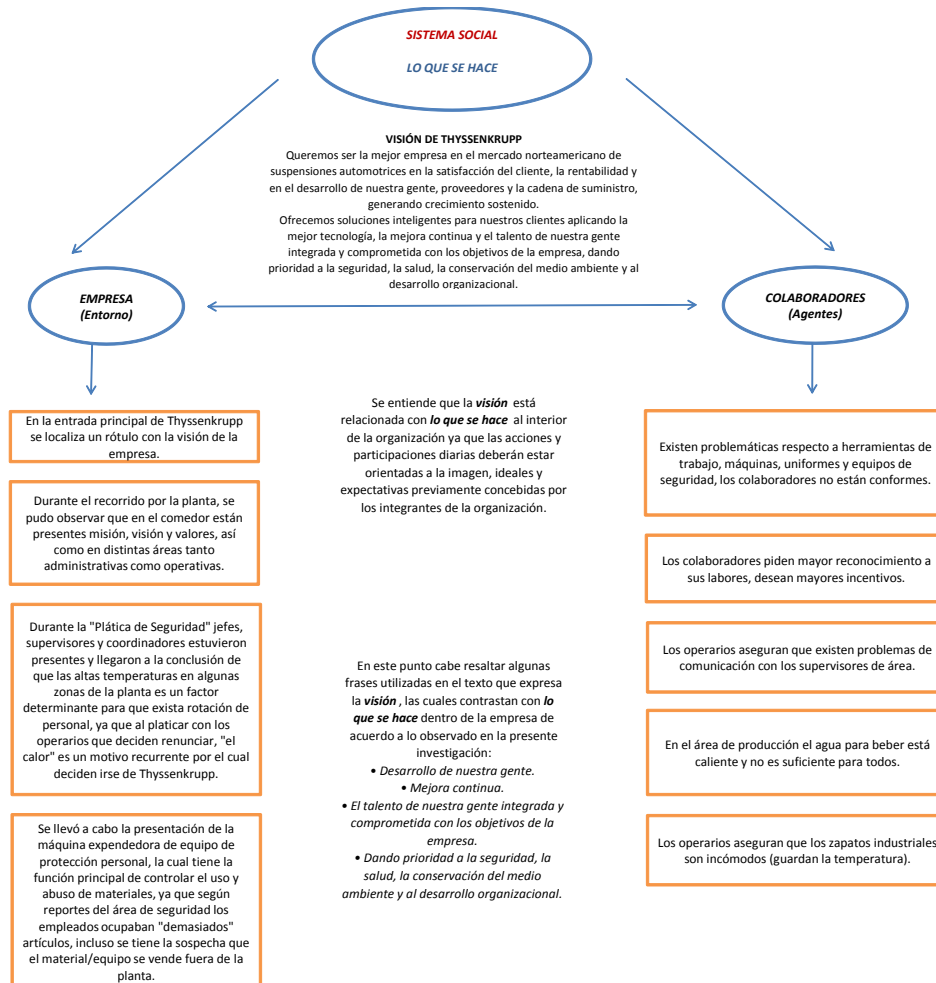 SISTEMA SOCIAL
LO QUE SE HACE
VISIÓN DE THYSSENKRUPP
Queremos ser la mejor empresa en el mercado norteamericano de
suspensiones automotrices en la satisfacción del cliente, la rentabilidad y
en el desarrollo de nuestra gente, proveedores y la cadena de suministro,
generando crecimiento sostenido.
Ofrecemos soluciones inteligentes para nuestros clientes aplicando la
mejor tecnología, la mejora continua y el talento de nuestra gente
integrada y comprometida con los objetivos de la empresa, dando
prioridad a la seguridad, la salud, la conservación del medio ambiente y al
desarrollo organizacional.
EMPRESA
(Entorno)
COLABORADORES
(Agentes)
En la entrada principal de Thyssenkrupp
se localiza un rótulo con la visión de la
empresa.
Durante el recorrido por la planta, se
pudo observar que en el comedor están
presentes misión, visión y valores, así
como en distintas áreas tanto
administrativas como operativas.
Durante la "Plática de Seguridad" jefes,
supervisores y coordinadores estuvieron
presentes y llegaron a la conclusión de
que las altas temperaturas en algunas
zonas de la planta es un factor
determinante para que exista rotación de
personal, ya que al platicar con los
operarios que deciden renunciar, "el
calor" es un motivo recurrente por el cual
deciden irse de Thyssenkrupp.
Se llevó a cabo la presentación de la
máquina expendedora de equipo de
protección personal, la cual tiene la
función principal de controlar el uso y
abuso de materiales, ya que según
reportes del área de seguridad los
empleados ocupaban "demasiados"
artículos, incluso se tiene la sospecha que
el material/equipo se vende fuera de la
planta.
Se entiende que la visión está
relacionada con lo que se hace al interior
de la organización ya que las acciones y
participaciones diarias deberán estar
orientadas a la imagen, ideales y
expectativas previamente concebidas por
los integrantes de la organización.
En este punto cabe resaltar algunas
frases utilizadas en el texto que expresa
la visión , las cuales contrastan con lo
que se hace dentro de la empresa de
acuerdo a lo observado en la presente
investigación:
• Desarrollo de nuestra gente.
• Mejora continua.
• El talento de nuestra gente integrada y
comprometida con los objetivos de la
empresa.
• Dando prioridad a la seguridad, la
salud, la conservación del medio
ambiente y al desarrollo organizacional.
Existen problemáticas respecto a herramientas de
trabajo, máquinas, uniformes y equipos de
seguridad, los colaboradores no están conformes.
Los colaboradores piden mayor reconocimiento a
sus labores, desean mayores incentivos.
Los operarios aseguran que existen problemas de
comunicación con los supervisores de área.
En el área de producción el agua para beber está
caliente y no es suficiente para todos.
Los operarios aseguran que los zapatos industriales
son incómodos (guardan la temperatura).